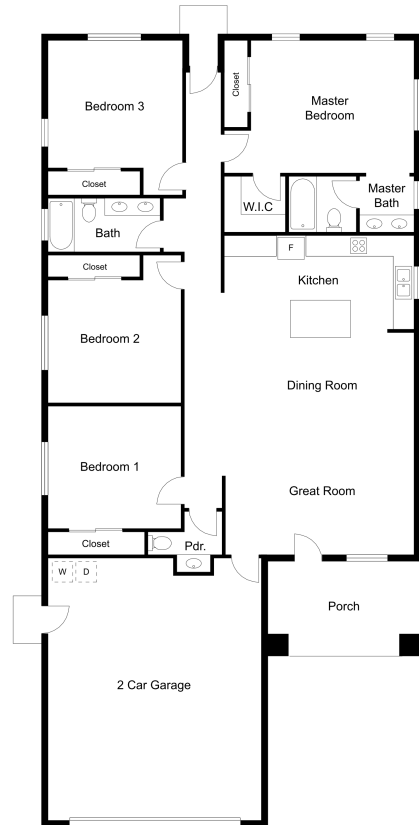 Bedroom 3
Closet
Master
Bedroom
Closet
W.I.C
Master
Bath
Bath
Closet
F
Kitchen
Bedroom 2
Dining Room
Bedroom 1
Great Room
Closet
Pdr.
W
D
Porch
2 Car Garage